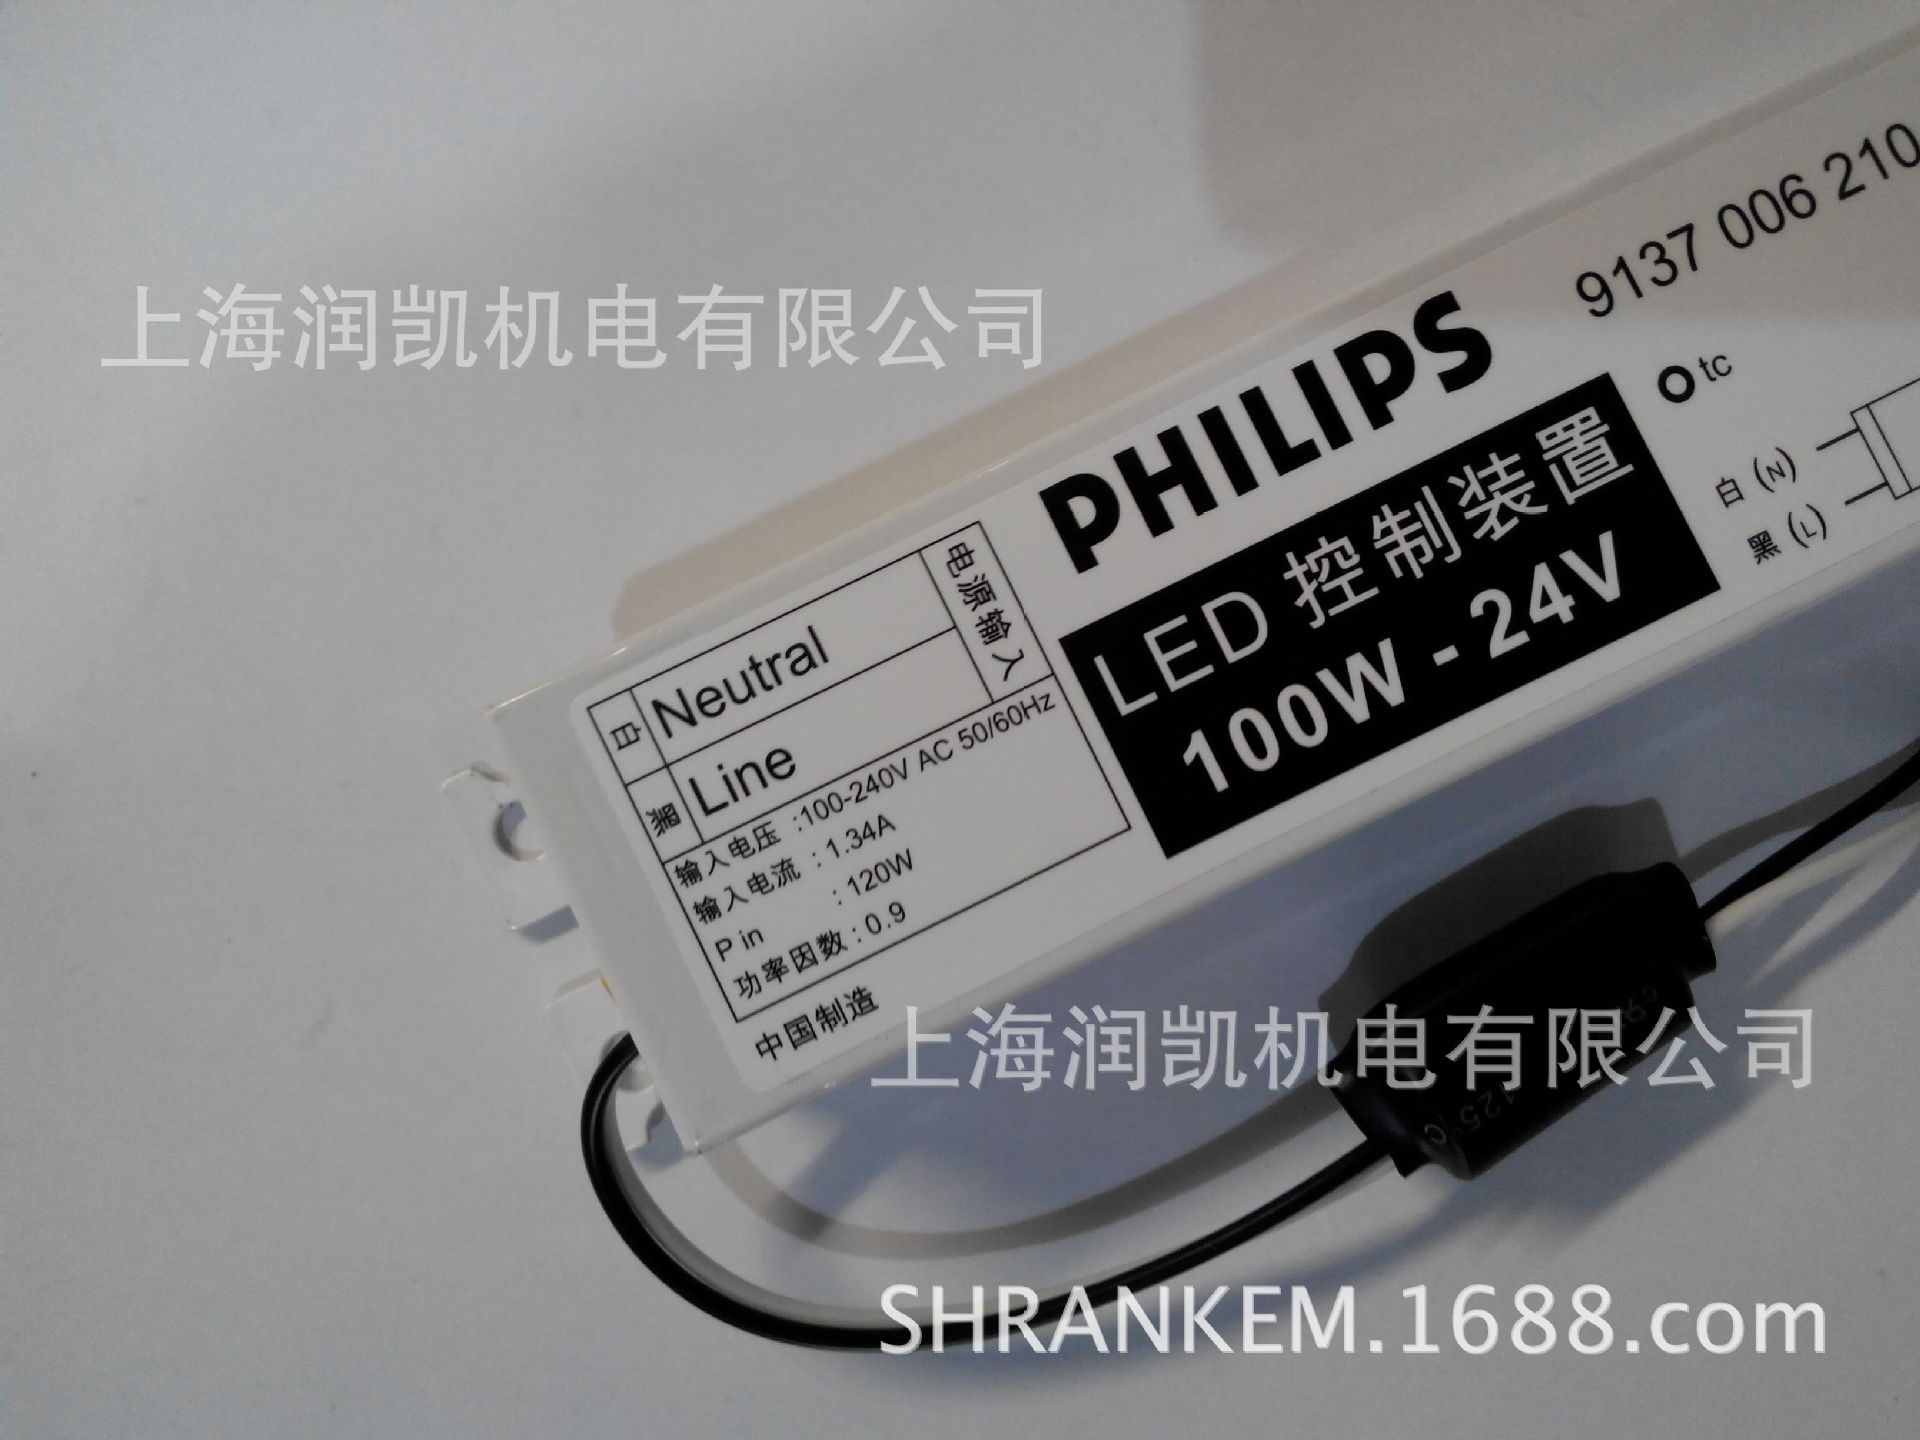 上海润凯机电有限公司
9137 006 210
PHILIPS
tc
LED 控制装置
100W - 24V
白 (N)
黑 (L)
电源输入
白 Neutral
黑 Line
输入电压 :100-240V AC 50/60Hz
输入电流 : 1.34A
P in : 120W
功率因数 : 0.9
中国制造
上海润凯机电有限公司
125℃
SHRANKEM.1688.com